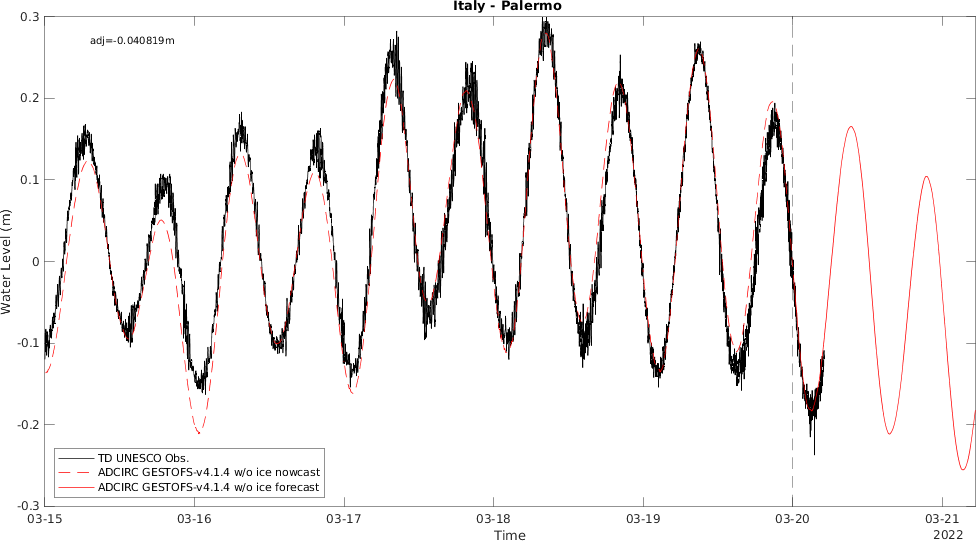 Italy - Palermo
adj=-0.040819m
0.3
0.2
0.1
0
-0.1
-0.2
-0.3
Water Level (m)
TD UNESCO Obs.
ADCIRC GESTOFS-v4.1.4 w/o ice nowcast
ADCIRC GESTOFS-v4.1.4 w/o ice forecast
03-15 03-16 03-17 03-18 03-19 03-20 03-21
Time
2022